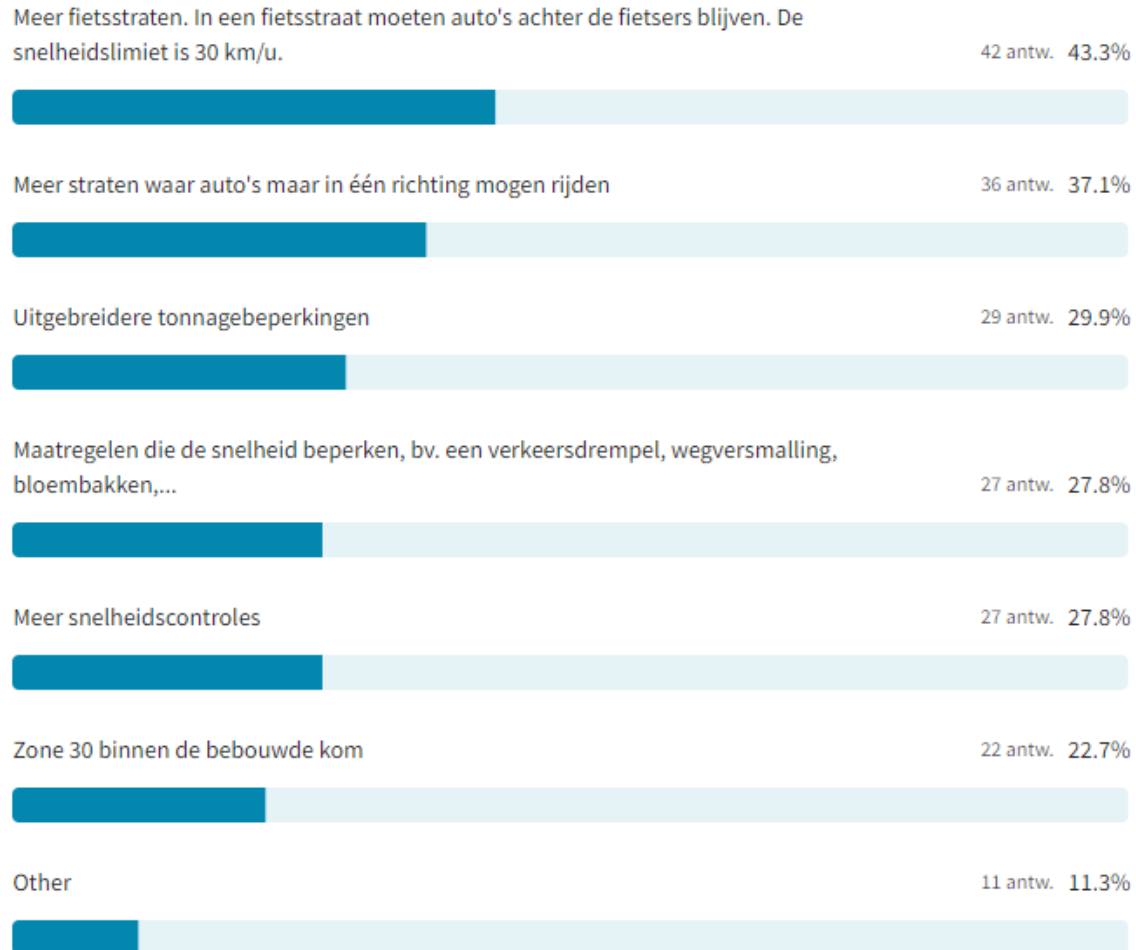 Meer fietsstraten. In een fietsstraat moeten auto's achter de fietsers blijven. De
snelheidslimiet is 30 km/u. 42 antw. 43.3%
Meer straten waar auto's maar in één richting mogen rijden 36 antw. 37.1%
Uitgebreidere tonnagebeperkingen 29 antw. 29.9%
Maatregelen die de snelheid beperken, bv. een verkeersdrempel, wegversmalling,
bloembakken,... 27 antw. 27.8%
Meer snelheidscontroles 27 antw. 27.8%
Zone 30 binnen de bebouwde kom 22 antw. 22.7%
Other 11 antw. 11.3%